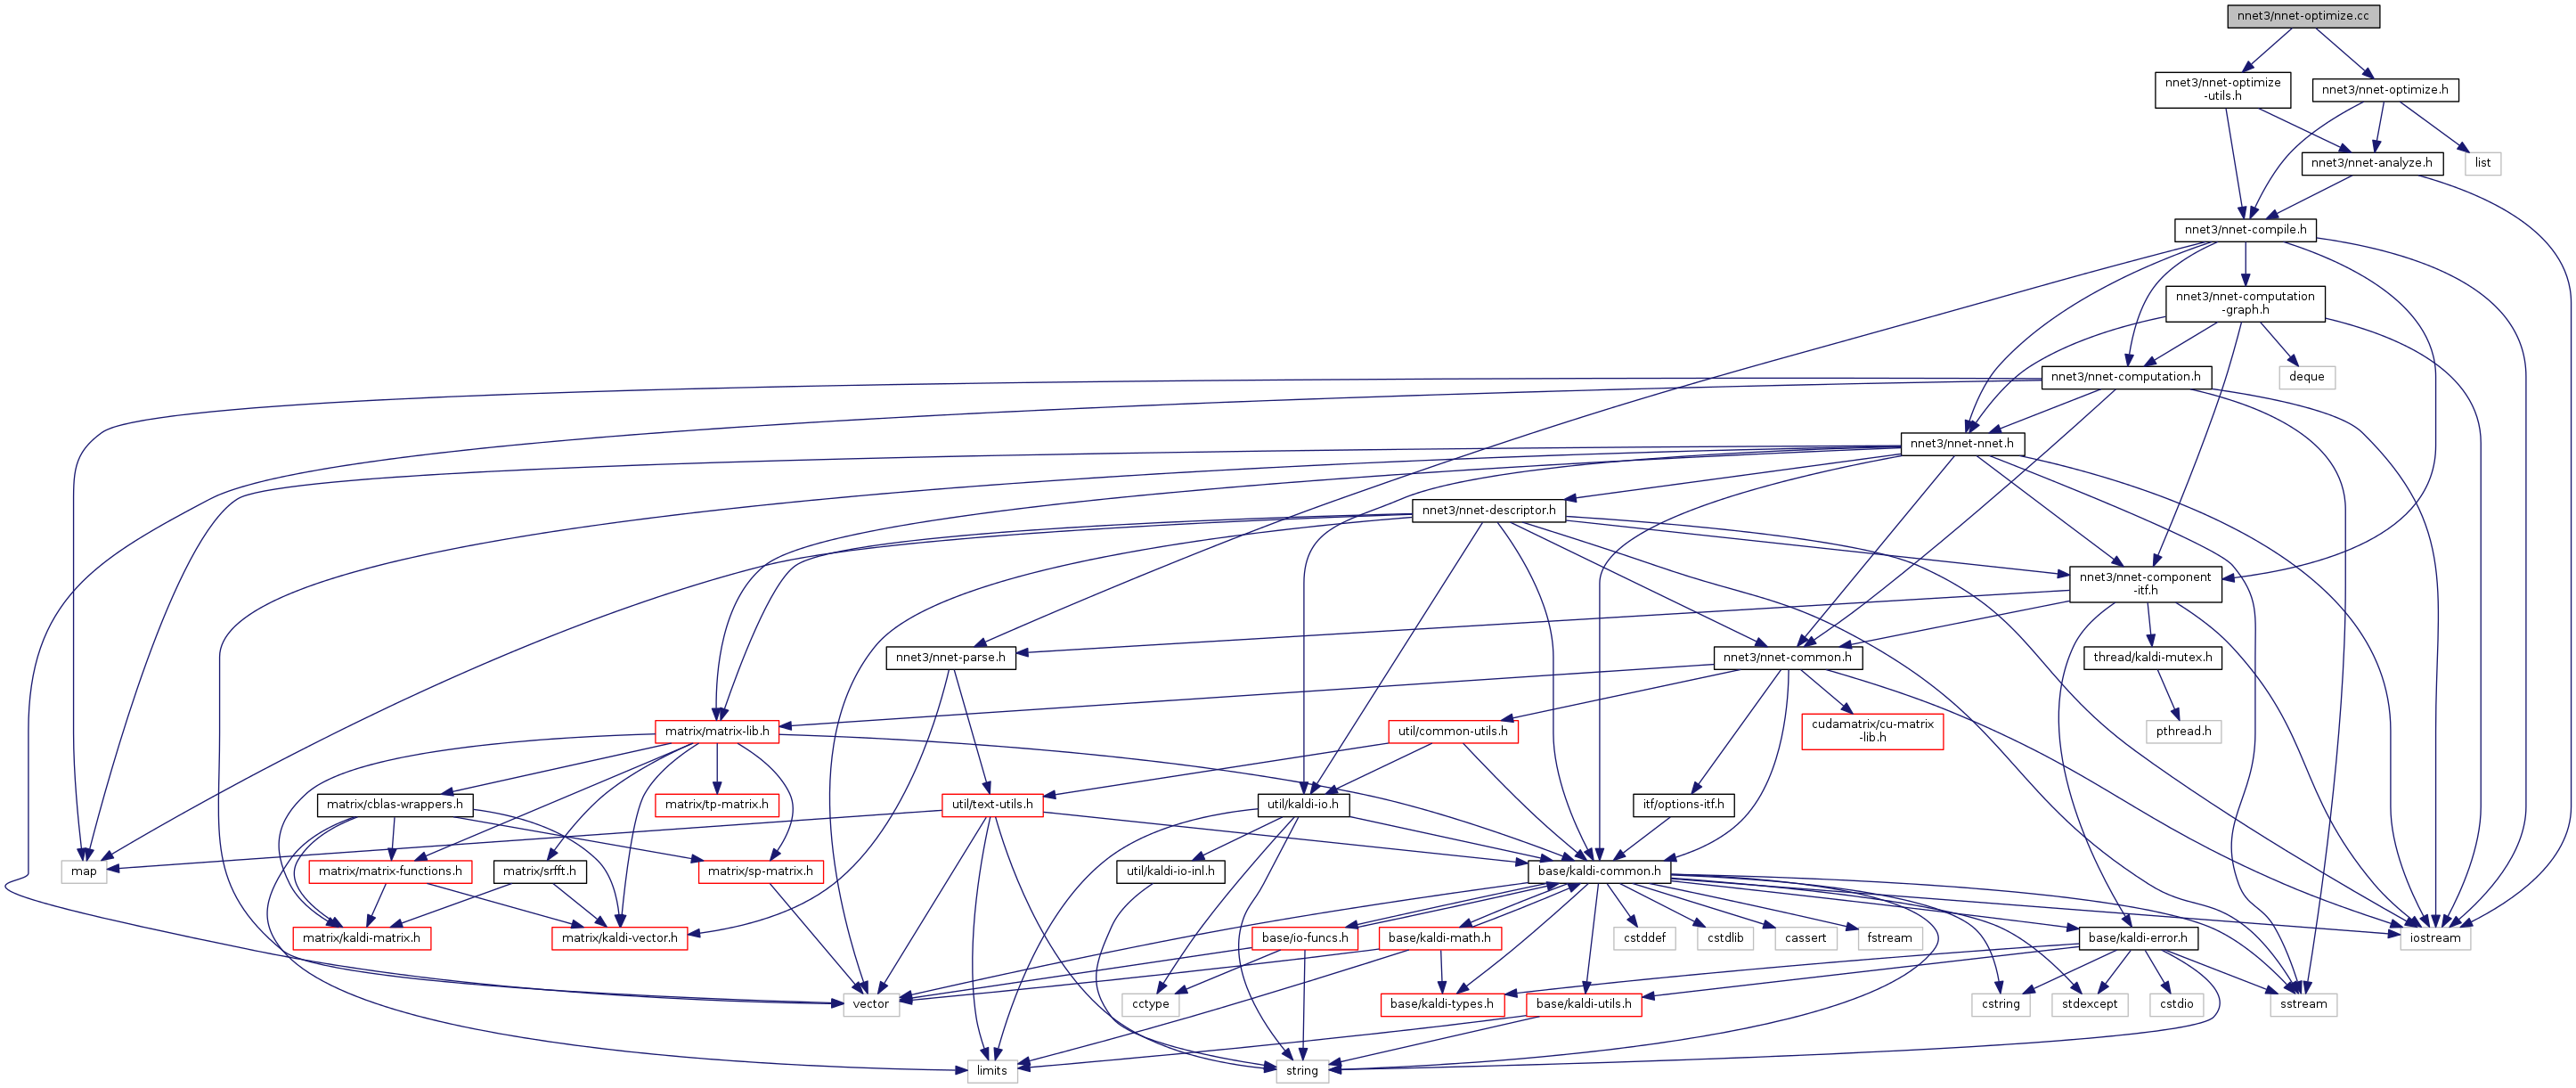 nnet3/nnet-optimize.cc
nnet3/nnet-optimize
-utils.h
nnet3/nnet-optimize.h
nnet3/nnet-analyze.h
list
nnet3/nnet-compile.h
nnet3/nnet-computation
-graph.h
nnet3/nnet-computation.h
deque
nnet3/nnet-nnet.h
nnet3/nnet-descriptor.h
nnet3/nnet-component
-itf.h
nnet3/nnet-parse.h
nnet3/nnet-common.h
thread/kaldi-mutex.h
matrix/matrix-lib.h
util/common-utils.h
cudamatrix/cu-matrix
-lib.h
pthread.h
matrix/cblas-wrappers.h
matrix/tp-matrix.h
util/text-utils.h
util/kaldi-io.h
itf/options-itf.h
map
matrix/matrix-functions.h
matrix/srfft.h
matrix/sp-matrix.h
util/kaldi-io-inl.h
base/kaldi-common.h
matrix/kaldi-matrix.h
matrix/kaldi-vector.h
base/io-funcs.h
base/kaldi-math.h
cstddef
cstdlib
cassert
fstream
base/kaldi-error.h
iostream
vector
cctype
base/kaldi-types.h
base/kaldi-utils.h
cstring
stdexcept
cstdio
sstream
limits
string